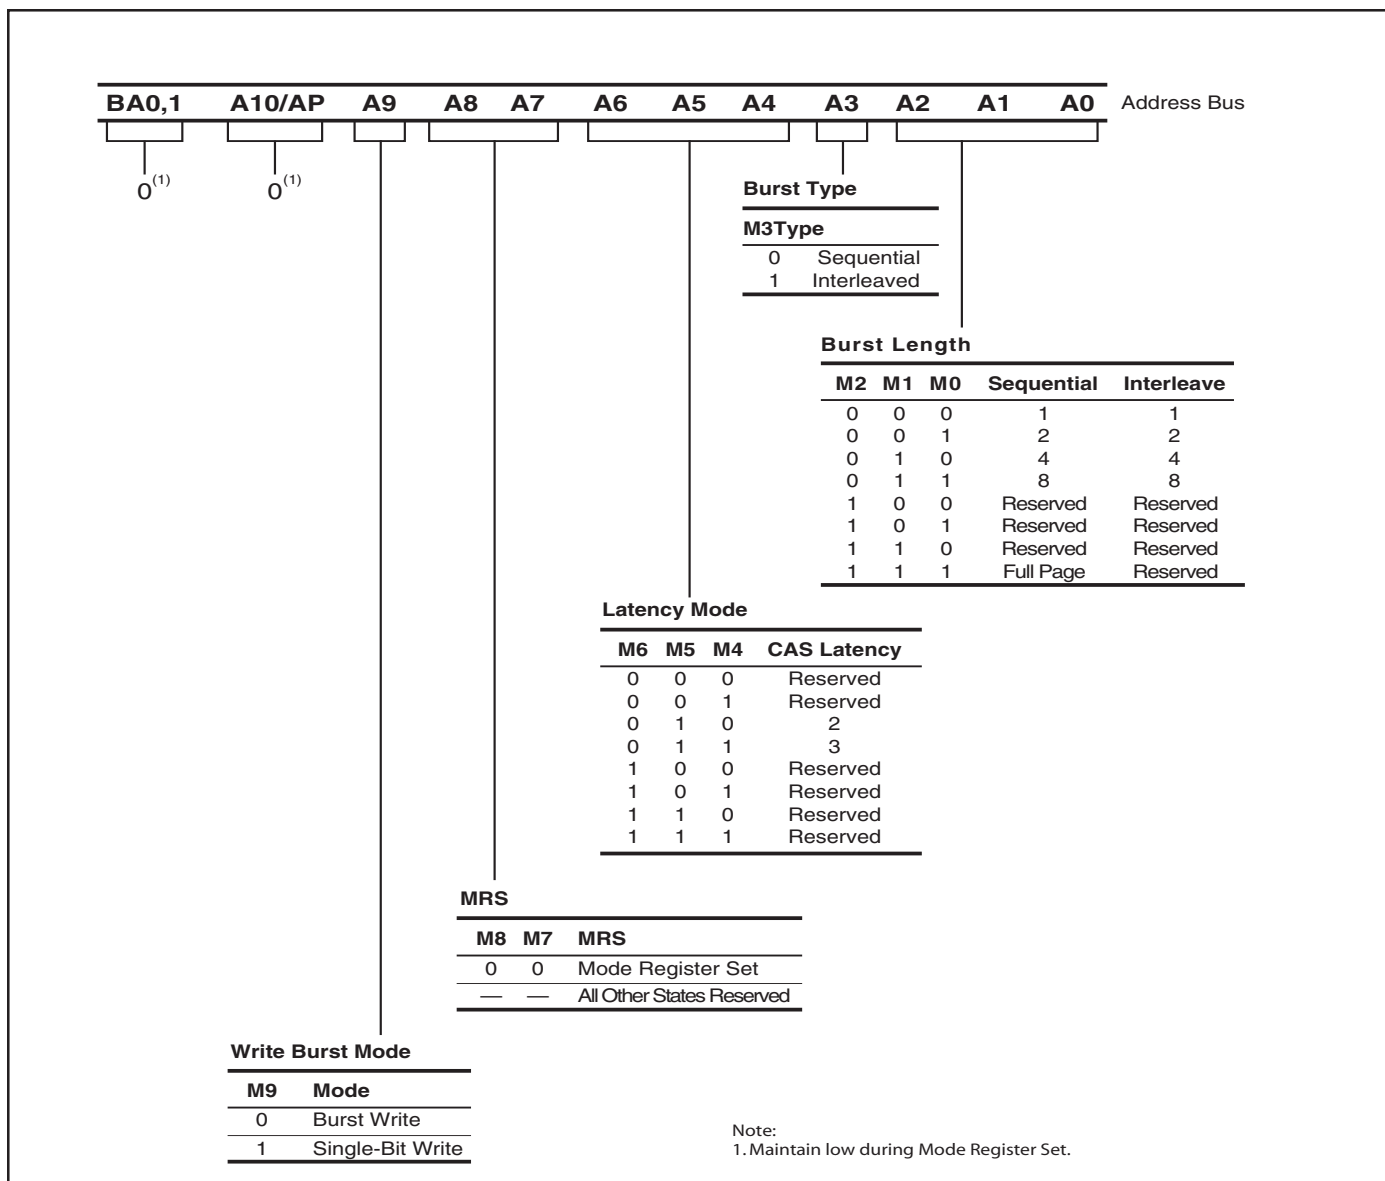 BA0,1 A10/AP A9 A8 A7 A6 A5 A4 A3 A2 A1 A0 Address Bus
0(1) 0(1)
Burst Type
M3Type
0 Sequential
1 Interleaved
Burst Length
M2 M1 M0 Sequential Interleave
0 0 0 1 1
0 0 1 2 2
0 1 0 4 4
0 1 1 8 8
1 0 0 Reserved Reserved
1 0 1 Reserved Reserved
1 1 0 Reserved Reserved
1 1 1 Full Page Reserved
Latency Mode
M6 M5 M4 CAS Latency
0 0 0 Reserved
0 0 1 Reserved
0 1 0 2
0 1 1 3
1 0 0 Reserved
1 0 1 Reserved
1 1 0 Reserved
1 1 1 Reserved
MRS
M8 M7 MRS
0 0 Mode Register Set
— — All Other States Reserved
Write Burst Mode
M9 Mode
0 Burst Write
1 Single-Bit Write
Note:
1. Maintain low during Mode Register Set.